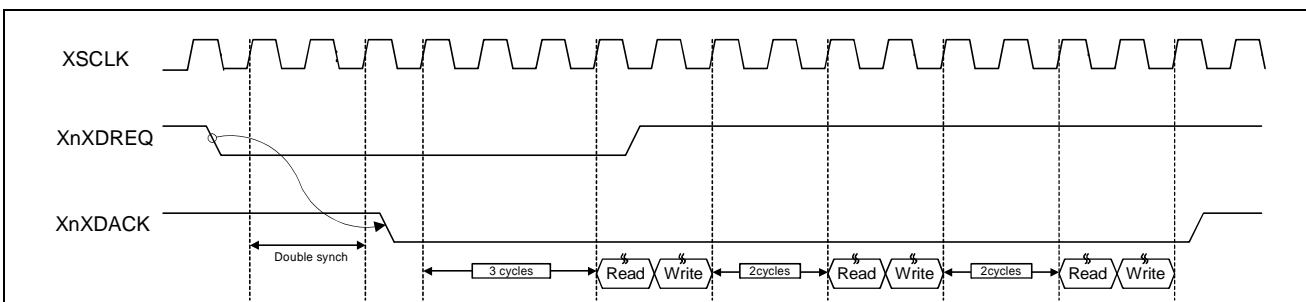 XSCLK
XnXDREQ
XnXDACK
Double synch
3 cycles
Read
Write
2cycles
Read
Write
2cycles
Read
Write